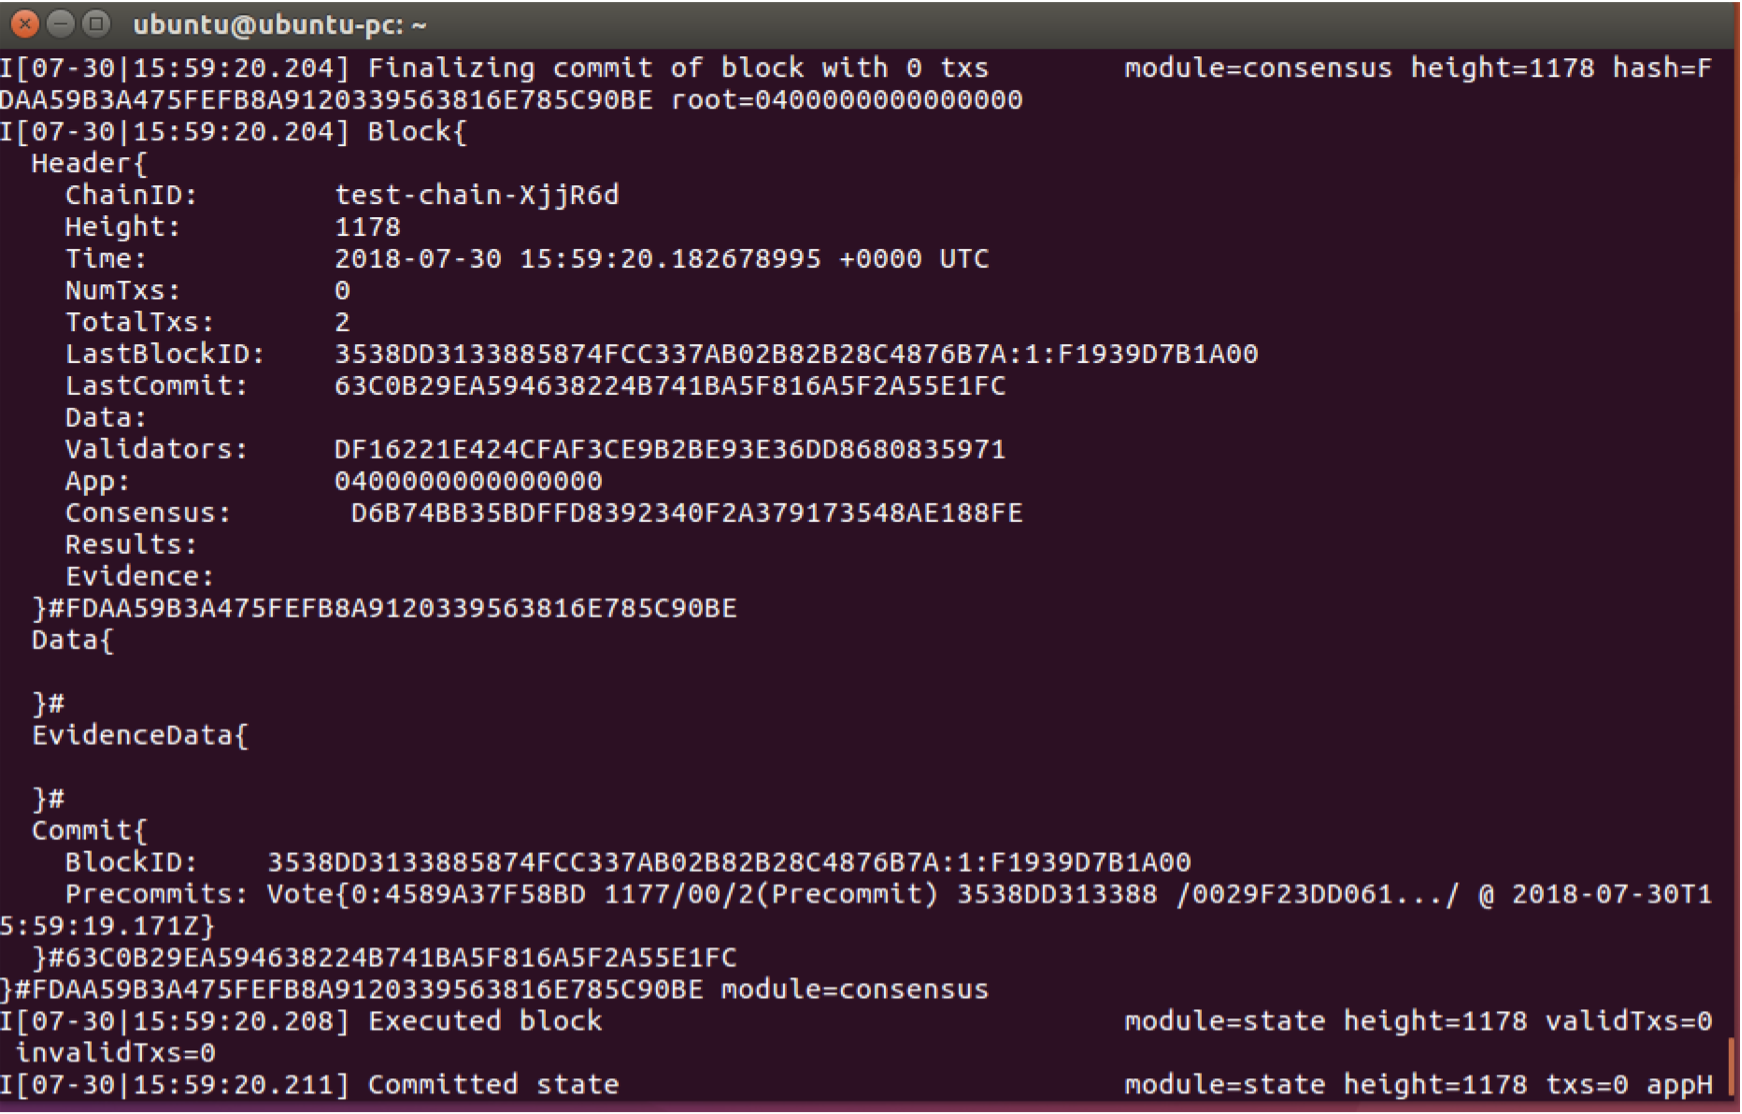 ubuntu@ubuntu-pc: ~
I[07-30|15:59:20.204] Finalizing commit of block with 0 txs        module=consensus height=1178 hash=F
DAA59B3A475FEFB8A9120339563816E785C90BE root=0400000000000000
I[07-30|15:59:20.204] Block{
  Header{
    ChainID:        test-chain-XjjR6d
    Height:         1178
    Time:           2018-07-30 15:59:20.182678995 +0000 UTC
    NumTxs:         0
    TotalTxs:       2
    LastBlockID:    3538DD3133885874FCC337AB02B82B28C4876B7A:1:F1939D7B1A00
    LastCommit:     63C0B29EA594638224B741BA5F816A5F2A55E1FC
    Data:
    Validators:     DF16221E424CFAF3CE9B2BE93E36DD8680835971
    App:            0400000000000000
    Consensus:       D6B74BB35BDFFD8392340F2A379173548AE188FE
    Results:
    Evidence:
  }#FDAA59B3A475FEFB8A9120339563816E785C90BE
  Data{
  }#
  EvidenceData{
  }#
  Commit{
    BlockID:    3538DD3133885874FCC337AB02B82B28C4876B7A:1:F1939D7B1A00
    Precommits: Vote{0:4589A37F58BD 1177/00/2(Precommit) 3538DD313388 /0029F23DD061.../ @ 2018-07-30T1
5:59:19.171Z}
  }#63C0B29EA594638224B741BA5F816A5F2A55E1FC
}#FDAA59B3A475FEFB8A9120339563816E785C90BE module=consensus
I[07-30|15:59:20.208] Executed block                               module=state height=1178 validTxs=0
 invalidTxs=0
I[07-30|15:59:20.211] Committed state                              module=state height=1178 txs=0 appH